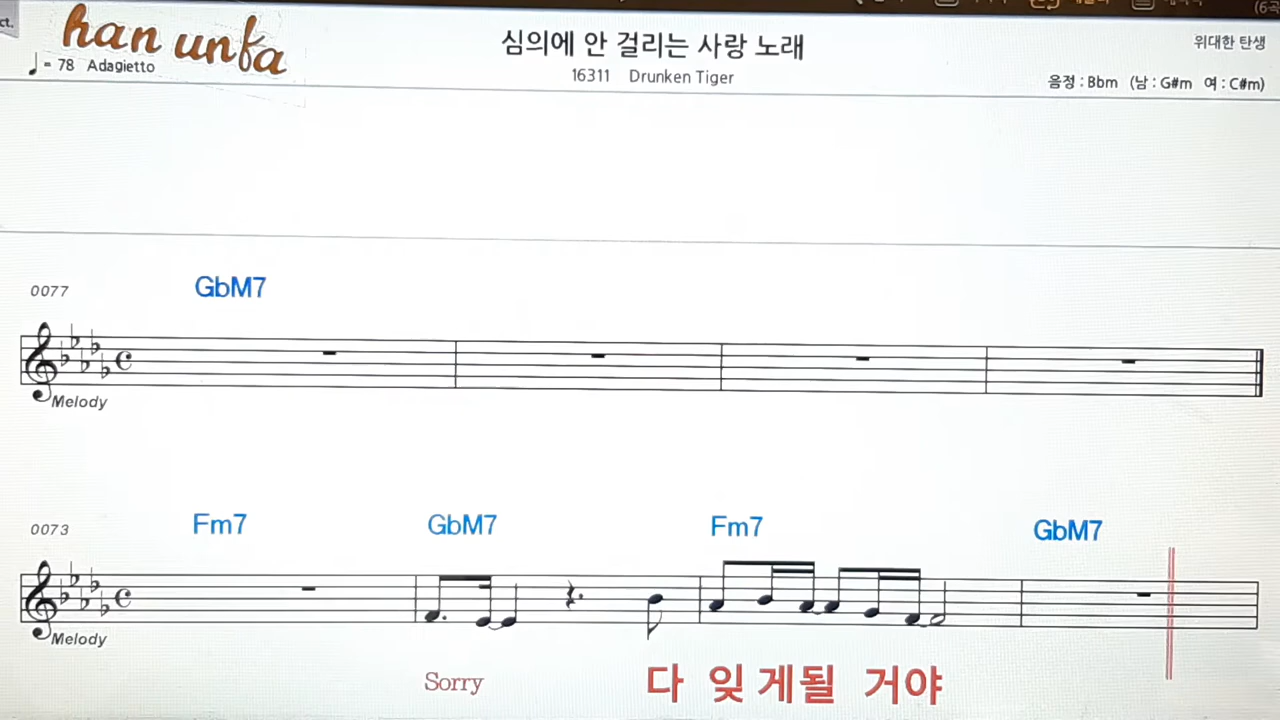 han unfa
심의에 안 걸리는 사랑 노래
위대한 탄생
= 78 Adagietto
16311 Drunken Tiger
음정 : Bbm (남 : G#m 여 : C#m)
0077
GbM7
Melody
0073
Fm7 GbM7 Fm7 GbM7
Melody
Sorry 다 잊 게될 거야